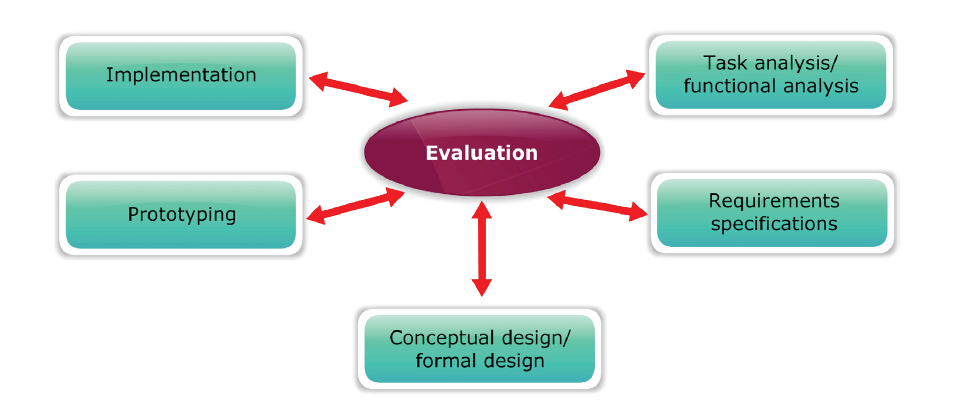 Implementation
Task analysis/
functional analysis
Evaluation
Prototyping
Requirements
specifications
Conceptual design/
formal design